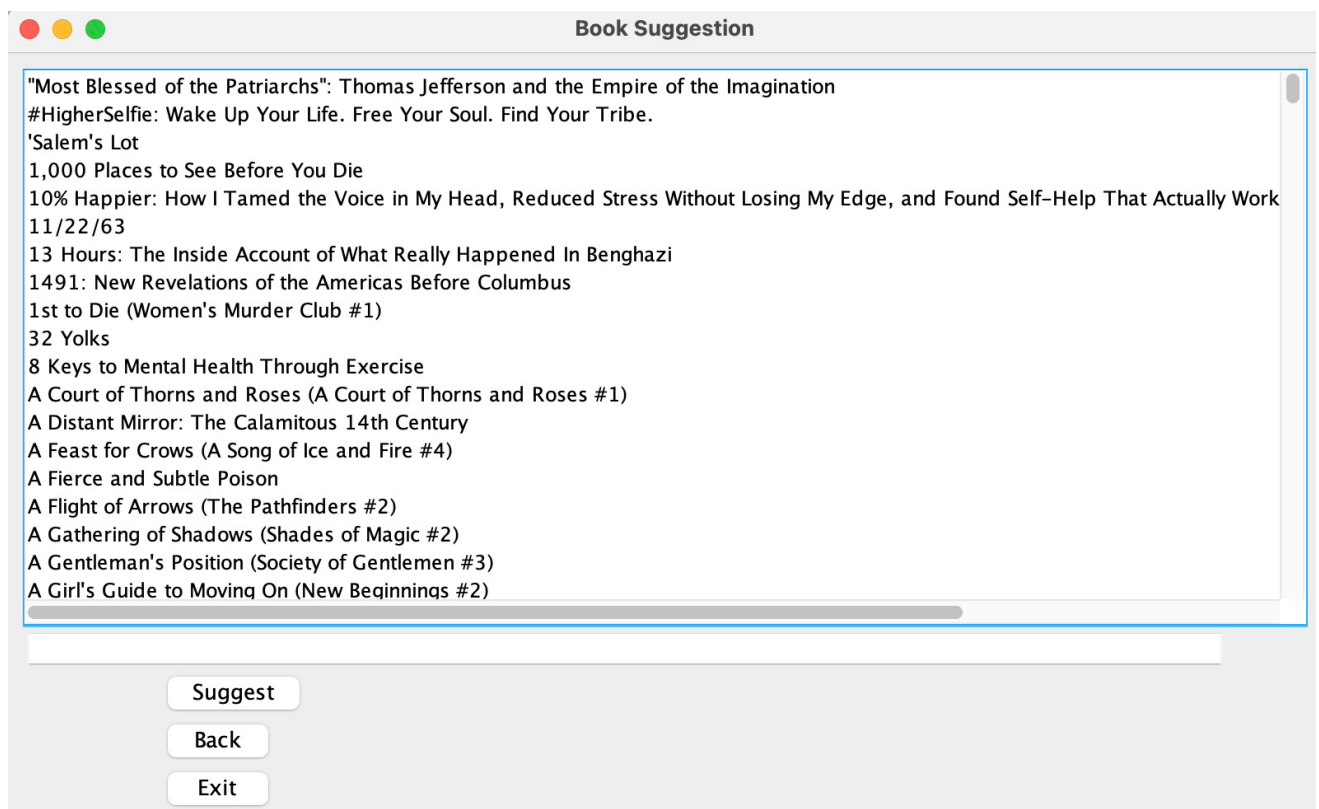 Book Suggestion
"Most Blessed of the Patriarchs": Thomas Jefferson and the Empire of the Imagination
#HigherSelfie: Wake Up Your Life. Free Your Soul. Find Your Tribe.
'Salem's Lot
1,000 Places to See Before You Die
10% Happier: How I Tamed the Voice in My Head, Reduced Stress Without Losing My Edge, and Found Self-Help That Actually Work
11/22/63
13 Hours: The Inside Account of What Really Happened In Benghazi
1491: New Revelations of the Americas Before Columbus
1st to Die (Women's Murder Club #1)
32 Yolks
8 Keys to Mental Health Through Exercise
A Court of Thorns and Roses (A Court of Thorns and Roses #1)
A Distant Mirror: The Calamitous 14th Century
A Feast for Crows (A Song of Ice and Fire #4)
A Fierce and Subtle Poison
A Flight of Arrows (The Pathfinders #2)
A Gathering of Shadows (Shades of Magic #2)
A Gentleman's Position (Society of Gentlemen #3)
A Girl's Guide to Moving On (New Beginnings #2)
Suggest
Back
Exit